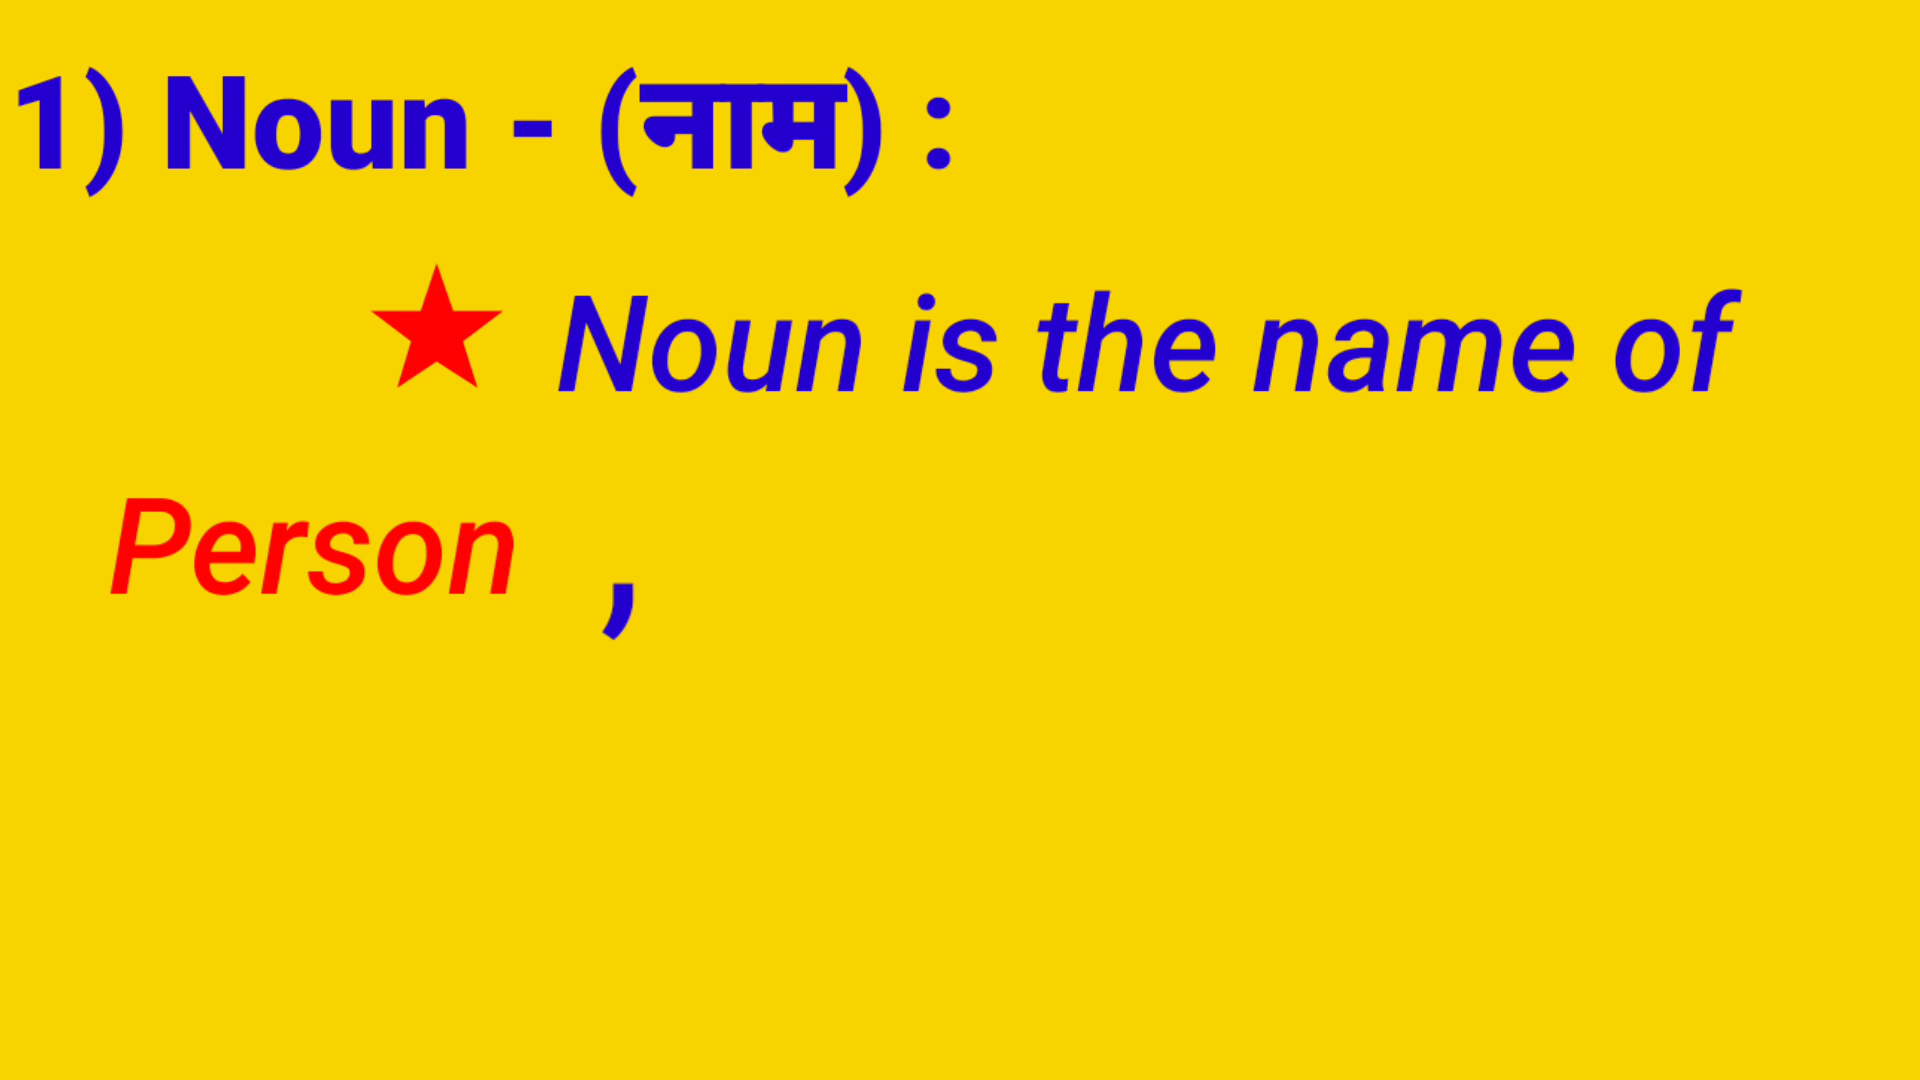 1) Noun - (नाम) :
★ Noun is the name of
Person ,